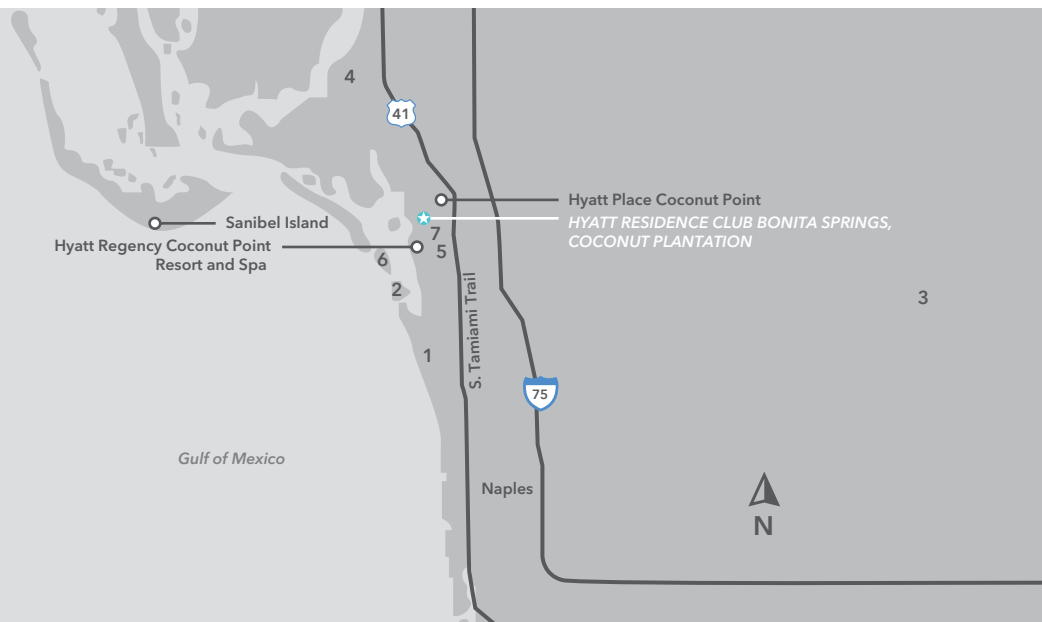 4
41
Hyatt Place Coconut Point
Sanibel Island
HYATT RESIDENCE CLUB BONITA SPRINGS,
COCONUT PLANTATION
7
Hyatt Regency Coconut Point
Resort and Spa
5
6
2
3
S. Tamiami Trail
1
75
Gulf of Mexico
Naples
N